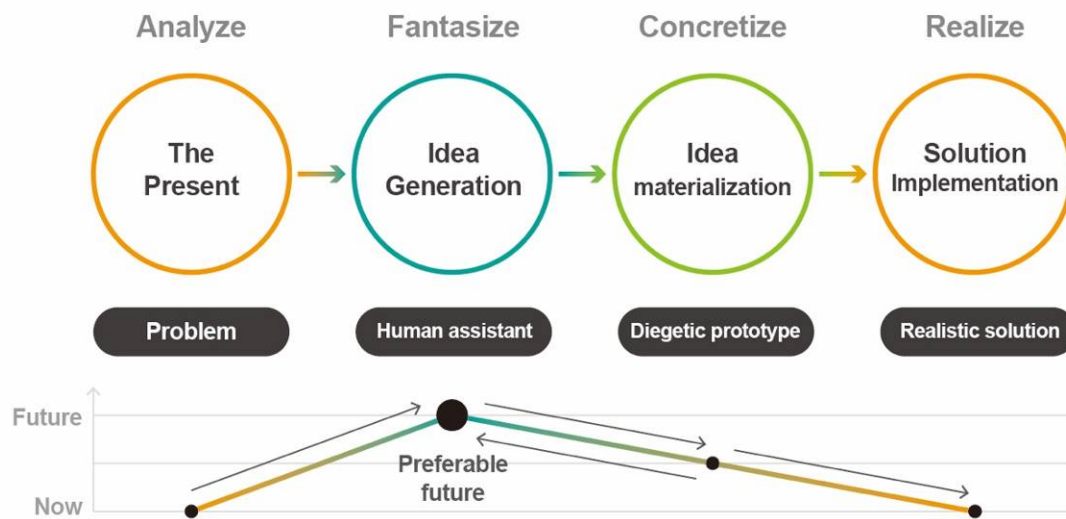 Analyze
Fantasize
Concretize
Realize
The
Present
Idea
Generation
Idea
materialization
Solution
Implementation
Problem
Human assistant
Diegetic prototype
Realistic solution
Future
Preferable
future
Now